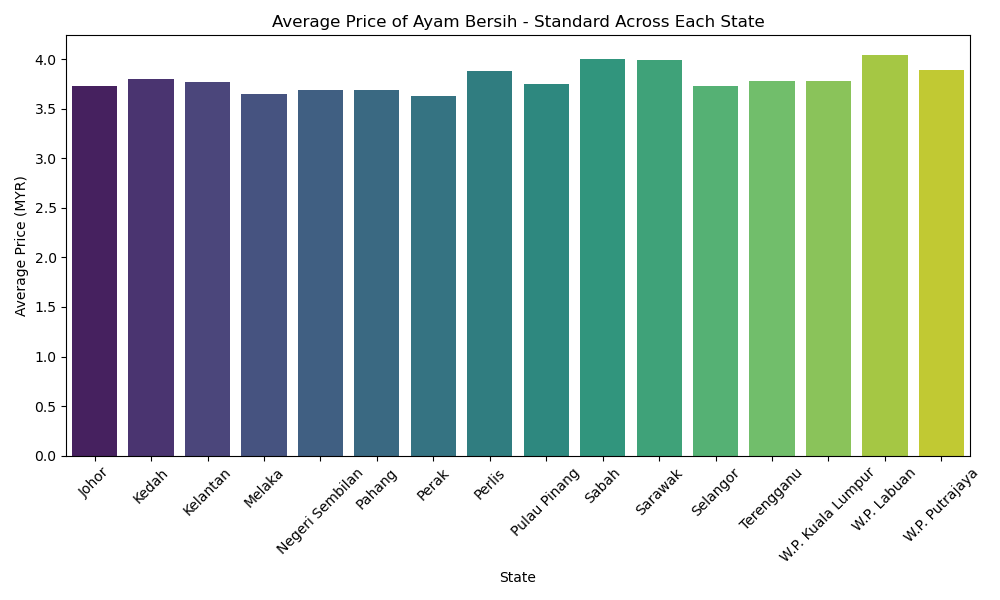 Average Price of Ayam Bersih - Standard Across Each State
Average Price (MYR)
4.0
3.5
3.0
2.5
2.0
1.5
1.0
0.5
0.0
Johor
Kedah
Kelantan
Melaka
Negeri Sembilan
Pahang
Perak
Perlis
Pulau Pinang
Sabah
Sarawak
Selangor
Terengganu
W.P. Kuala Lumpur
W.P. Labuan
W.P. Putrajaya
State